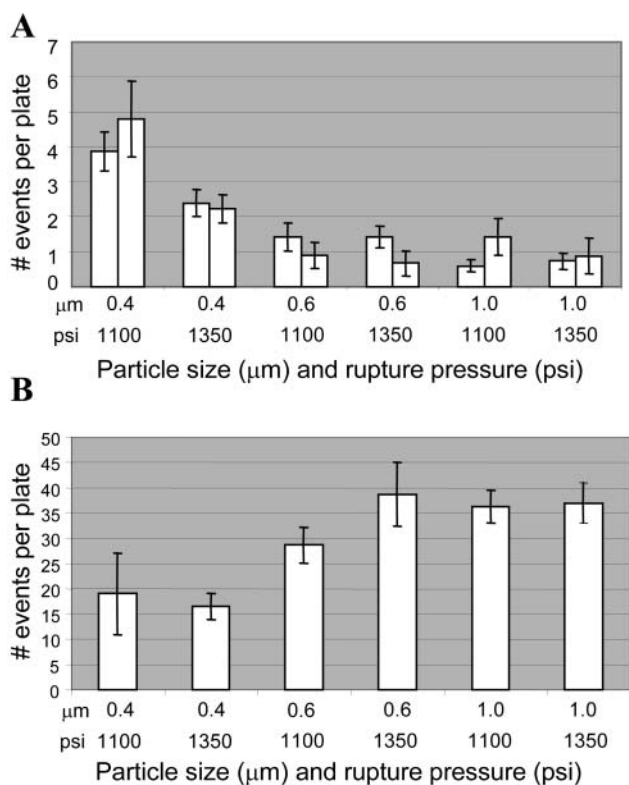 A
7
6
5
4
3
2
1
0
# events per plate
μm 0.4 0.4 0.6 0.6 1.0 1.0
psi 1100 1350 1100 1350 1100 1350
Particle size (μm) and rupture pressure (psi)
B
50
45
40
35
30
25
20
15
10
5
0
# events per plate
μm 0.4 0.4 0.6 0.6 1.0 1.0
psi 1100 1350 1100 1350 1100 1350
Particle size (μm) and rupture pressure (psi)